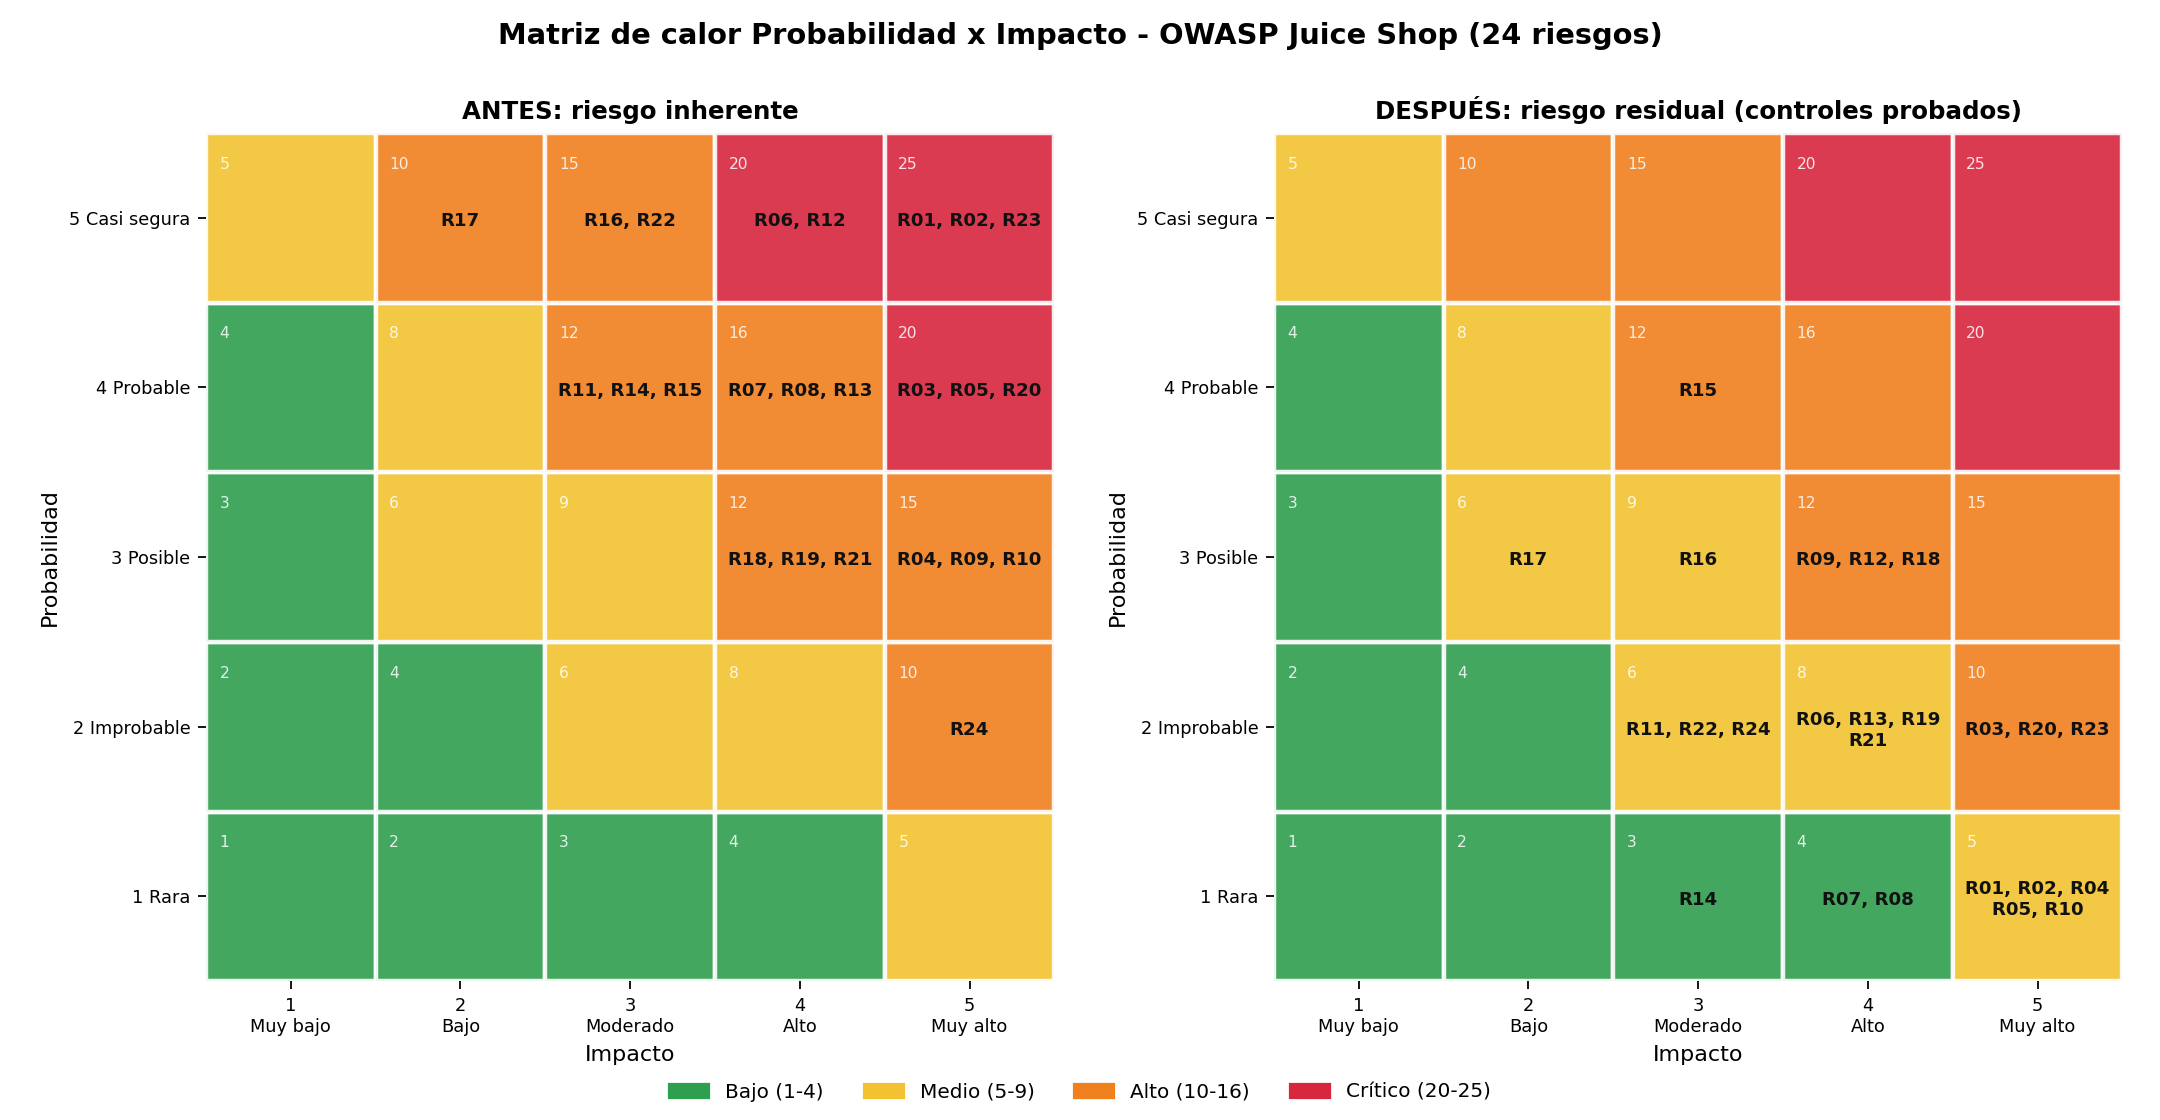 Matriz de calor Probabilidad x Impacto - OWASP Juice Shop (24 riesgos)
ANTES: riesgo inherente
Probabilidad
5 Casi segura
5
10
R17
15
R16, R22
20
R06, R12
25
R01, R02, R23
4 Probable
4
8
12
R11, R14, R15
16
R07, R08, R13
20
R03, R05, R20
3 Posible
3
6
9
12
R18, R19, R21
15
R04, R09, R10
2 Improbable
2
4
6
8
10
R24
1 Rara
1
2
3
4
5
1
Muy bajo
2
Bajo
3
Moderado
4
Alto
5
Muy alto
Impacto
DESPUÉS: riesgo residual (controles probados)
Probabilidad
5 Casi segura
5
10
15
20
25
4 Probable
4
8
12
R15
16
20
3 Posible
3
6
R17
9
R16
12
R09, R12, R18
15
2 Improbable
2
4
6
R11, R22, R24
8
R06, R13, R19
R21
10
R03, R20, R23
1 Rara
1
2
3
R14
4
R07, R08
5
R01, R02, R04
R05, R10
1
Muy bajo
2
Bajo
3
Moderado
4
Alto
5
Muy alto
Impacto
Bajo (1-4)
Medio (5-9)
Alto (10-16)
Crítico (20-25)